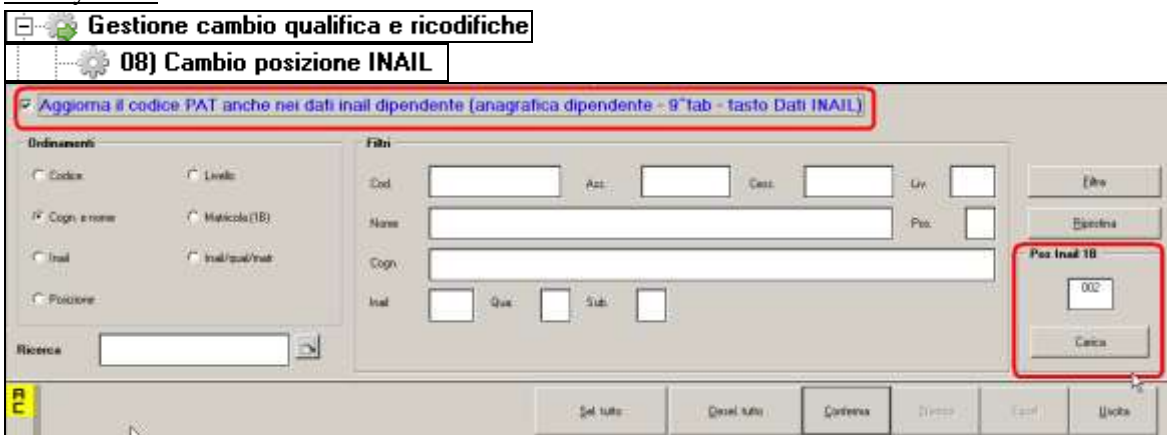 Gestione cambio qualifica e ricodifiche
08) Cambio posizione INAIL
Aggiorna il codice PAT anche nei dati inail dipendente (anagrafica dipendente - 9°tab - tasto Dati INAIL)
Ordinamenti
Filtri
Codice
Livello
Cod.
Ass.
Cess.
Liv.
Filtra
Cogn. e nome
Matricola (1B)
Nome
Pos.
Ripristina
Inail
Inail/qual/matr
Cogn.
Pos Inail 1B
002
Posizione
Inail
Qua.
Sub.
Carica
Ricerca
A
C
Sel. tutto
Desel. tutto
Conferma
Excel
Uscita